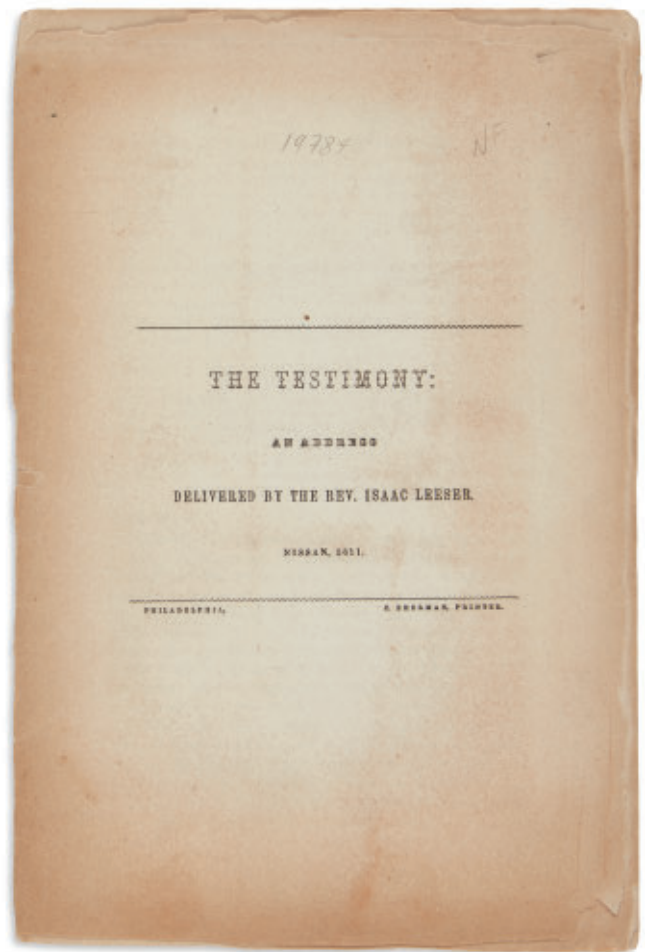 19784 NF
THE TESTIMONY:
AN ADDRESS
DELIVERED BY THE REV. ISAAC LEESER.
NISSAN, 5611.
PHILADELPHIA, C. SHERMAN, PRINTER.